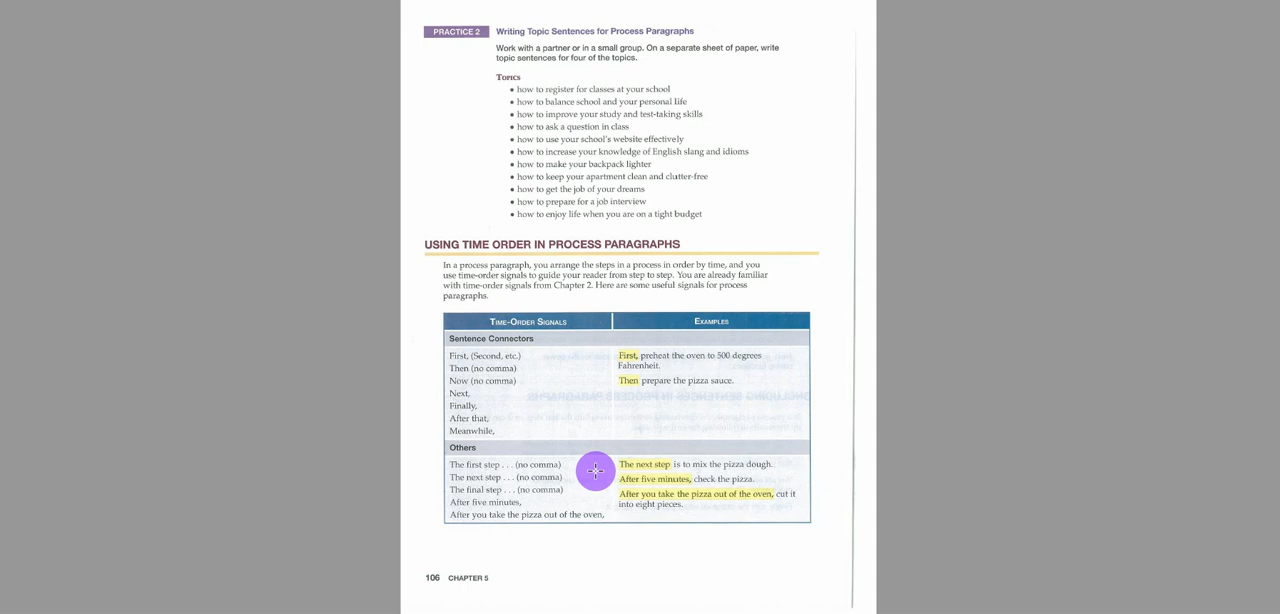 PRACTICE 2 Writing Topic Sentences for Process Paragraphs
Work with a partner or in a small group. On a separate sheet of paper, write
topic sentences for four of the topics.
TOPICS
• how to register for classes at your school
• how to balance school and your personal life
• how to improve your study and test-taking skills
• how to ask a question in class
• how to use your school's website effectively
• how to increase your knowledge of English slang and idioms
• how to make your backpack lighter
• how to keep your apartment clean and clutter-free
• how to get the job of your dreams
• how to prepare for a job interview
• how to enjoy life when you are on a tight budget
USING TIME ORDER IN PROCESS PARAGRAPHS
In a process paragraph, you arrange the steps in a process in order by time, and you
use time-order signals to guide your reader from step to step. You are already familiar
with time-order signals from Chapter 2. Here are some useful signals for process
paragraphs.
TIME-ORDER SIGNALS EXAMPLES
Sentence Connectors
First, (Second, etc.)
Then (no comma)
Now (no comma)
Next,
Finally,
After that,
Meanwhile,
First, preheat the oven to 500 degrees
Fahrenheit.
Then prepare the pizza sauce.
Others
The first step . . . (no comma)
The next step . . . (no comma)
The final step . . . (no comma)
After five minutes,
After you take the pizza out of the oven,
The next step is to mix the pizza dough.
After five minutes, check the pizza.
After you take the pizza out of the oven, cut it
into eight pieces.
106 CHAPTER 5